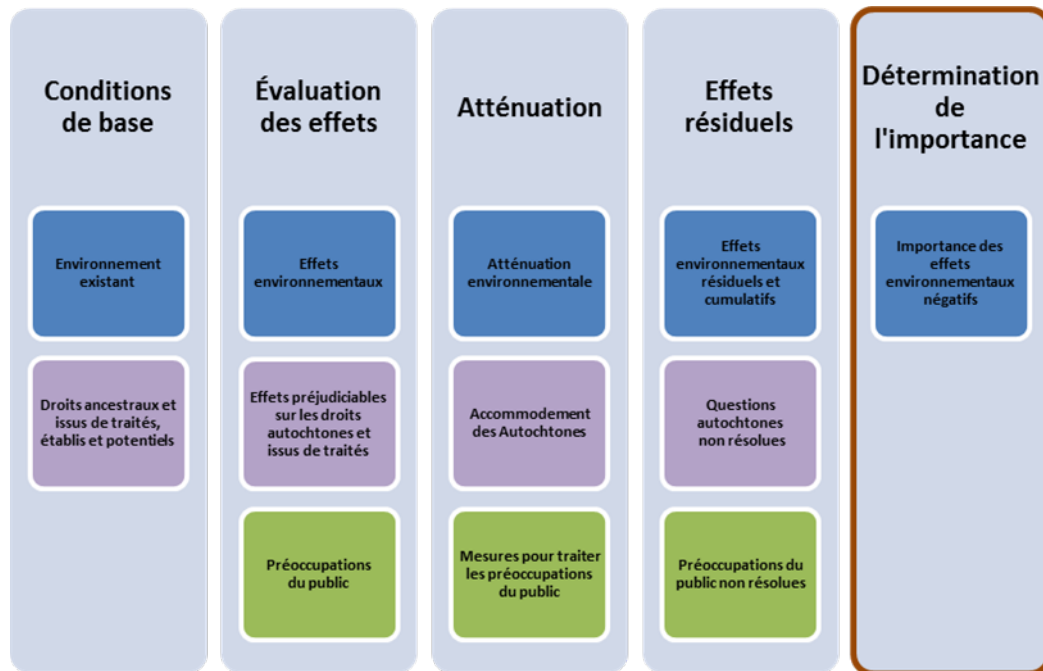 Conditions
de base
Environnement
existant
Droits ancestraux et
issus de traités,
établis et potentiels
Évaluation
des effets
Effets
environnementaux
Effets préjudiciables
sur les droits
autochtones et
issus de traités
Préoccupations
du public
Atténuation
Atténuation
environnementale
Accommodement
des Autochtones
Mesures pour traiter
les préoccupations
du public
Effets
résiduels
Effets
environnementaux
résiduels et
cumulatifs
Questions
autochtones
non résolues
Préoccupations du
public non résolues
Détermination
de
l'importance
Importance des
effets
environnementaux
négatifs